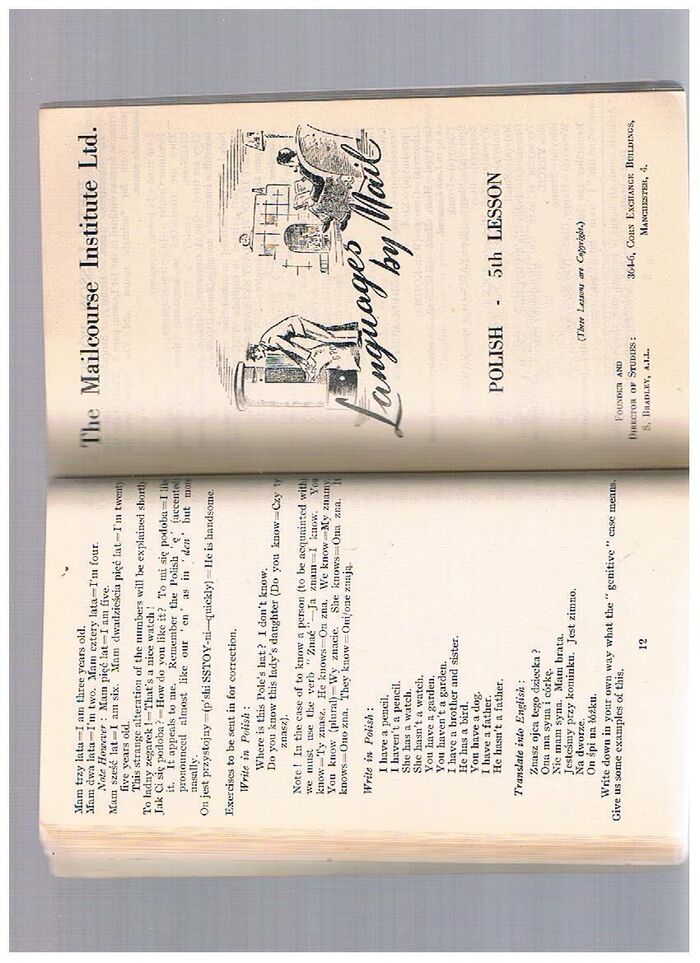 Mam trzy lata=I am three years old.
Mam dwa lata=I'm two. Mam cztery lata=I'm four.
Note However: Mam pięć lat=I am five.
Mam sześć lat=I am six. Mam dwadzieścia pięć lat=I'm twenty
five years old.
This strange alteration of the numbers will be explained shortl
To ładny zegarek!=That's a nice watch!
Jak Ci się podoba?=How do you like it? To mi się podoba=I lik
it. It appeals to me. Remember the Polish 'ę' (accented
pronounced almost like our 'en' as in 'den' but more
nasally.
On jest przystojny=(p'shi SSTOY-ni—quickly)=He is handsome.
Exercises to be sent in for correction.
Write in Polish:
Where is this Pole's hat? I don't know.
Do you know this lady's daughter (Do you know=Czy ty
znasz).
Note! In the case of to know a person (to be acquainted with
we must use the verb "Znać"—Ja znam=I know. You
know=Ty znasz. He knows=On zna. We know=My znamy
You know (plural)=Wy znacie. She knows=Ona zna. It
knows=Ono zna. They know=Oni/one znają.
Write in Polish:
I have a pencil.
I haven't a pencil.
She has a watch.
She hasn't a watch.
You have a garden.
You haven't a garden.
I have a brother and sister.
He has a bird.
You have a dog.
I have a father.
He hasn't a father.
Translate into English:
Znasz ojca tego dziecka?
Ona ma syna i córkę.
Nie mam syna. Mam brata.
Jesteśmy przy kominku. Jest zimno.
Na dworze.
On śpi na łóżku.
Write down in your own way what the "genitive" case means.
Give us some examples of this.
12
The Mailcourse Institute Ltd.
Languages
by Mail
POLISH - 5th LESSON
(These Lessons are Copyright.)
FOUNDER AND
DIRECTOR OF STUDIES:
S. BRADLEY, A.I.L.
364-6, CORN EXCHANGE BUILDINGS,
MANCHESTER, 4.